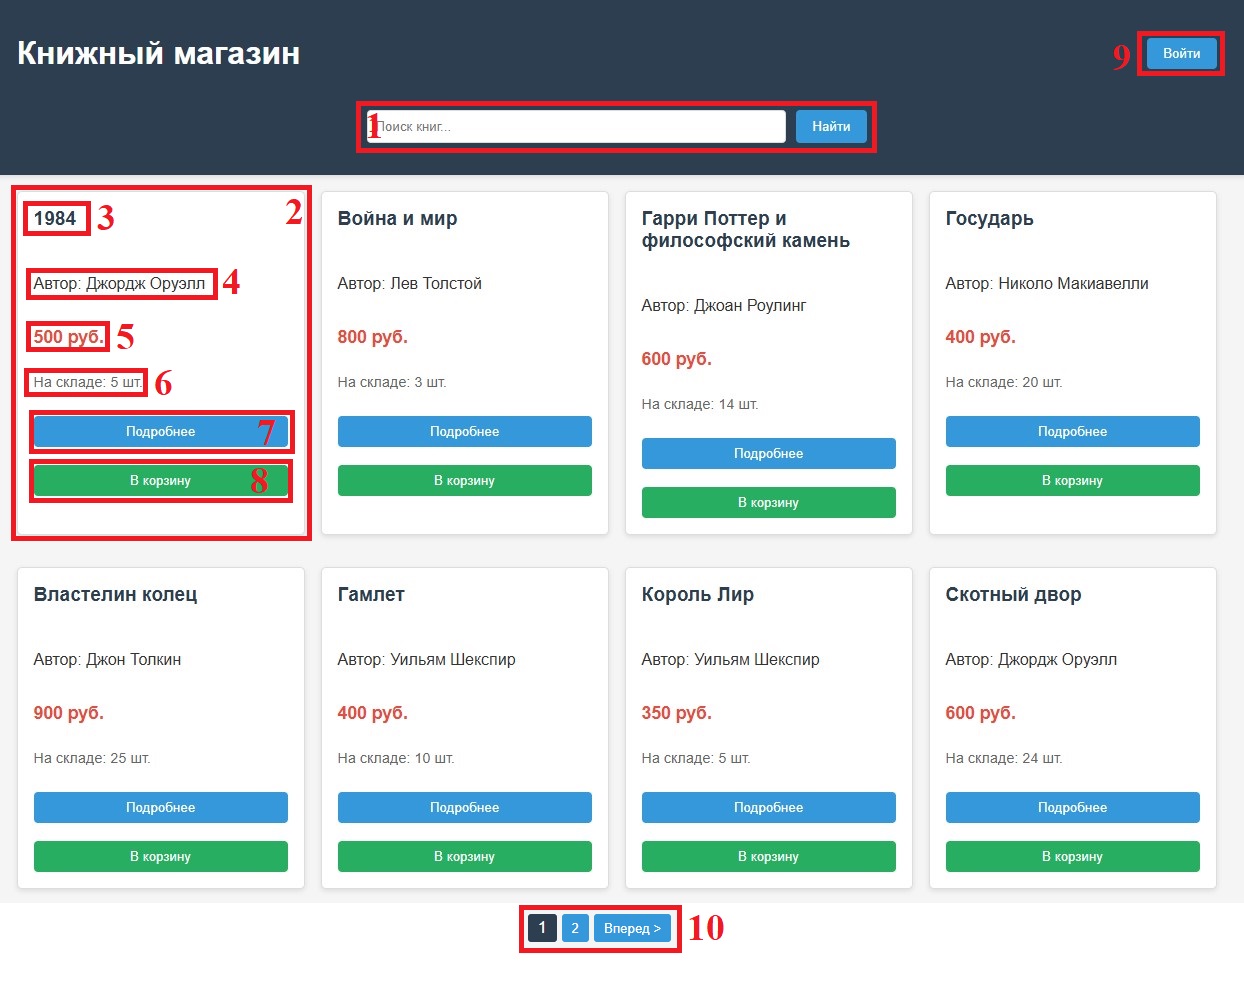 Книжный магазин
9 Войти
1 Поиск книг... Найти
1984 3 2
Автор: Джордж Оруэлл 4
500 руб. 5
На складе: 5 шт. 6
Подробнее 7
В корзину 8
Война и мир
Автор: Лев Толстой
800 руб.
На складе: 3 шт.
Подробнее
В корзину
Гарри Поттер и
философский камень
Автор: Джоан Роулинг
600 руб.
На складе: 14 шт.
Подробнее
В корзину
Государь
Автор: Николо Макиавелли
400 руб.
На складе: 20 шт.
Подробнее
В корзину
Властелин колец
Автор: Джон Толкин
900 руб.
На складе: 25 шт.
Подробнее
В корзину
Гамлет
Автор: Уильям Шекспир
400 руб.
На складе: 10 шт.
Подробнее
В корзину
Король Лир
Автор: Уильям Шекспир
350 руб.
На складе: 5 шт.
Подробнее
В корзину
Скотный двор
Автор: Джордж Оруэлл
600 руб.
На складе: 24 шт.
Подробнее
В корзину
1 2 Вперед > 10